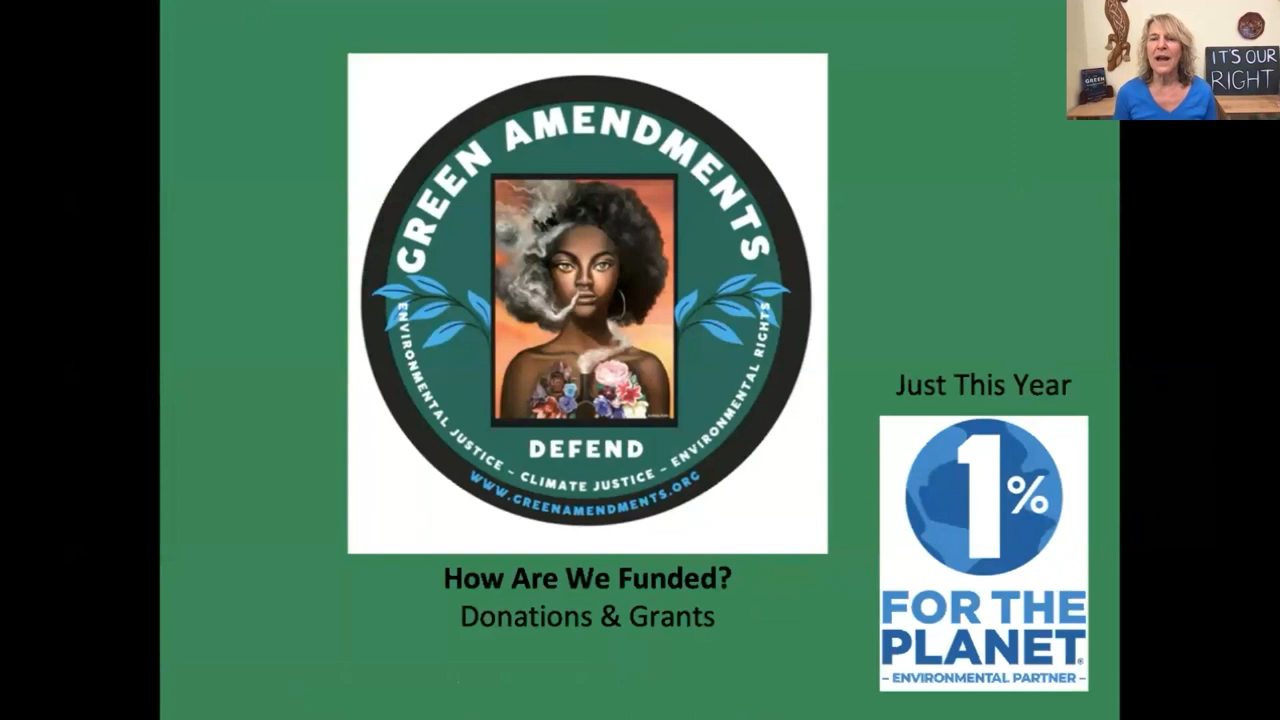 GREEN AMENDMENTS
DEFEND
ENVIRONMENTAL JUSTICE – CLIMATE JUSTICE – ENVIRONMENTAL RIGHTS
WWW.GREENAMENDMENTS.ORG
How Are We Funded?
Donations & Grants
Just This Year
1%
FOR THE
PLANET®
– ENVIRONMENTAL PARTNER –
IT'S OUR
RIGHT
GREEN